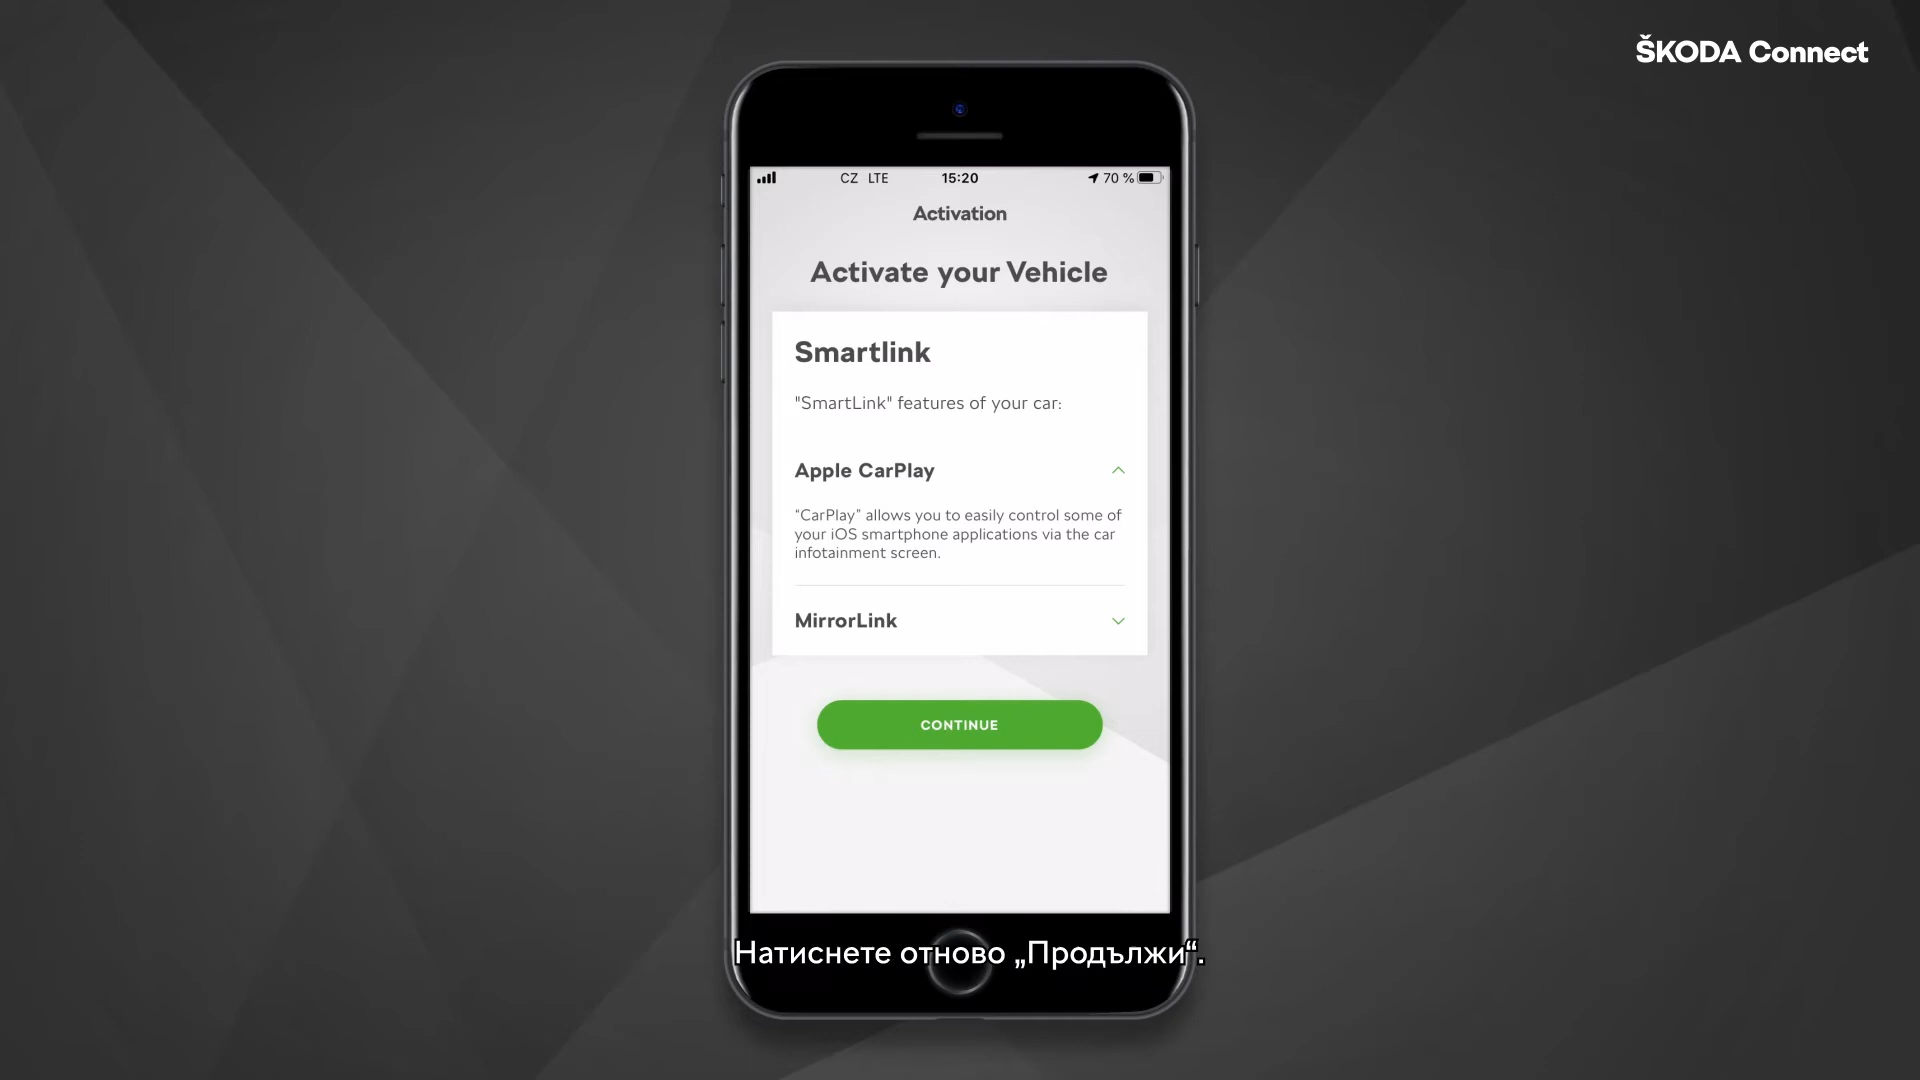 ŠKODA Connect
CZ LTE 15:20 70 %
Activation
Activate your Vehicle
Smartlink
"SmartLink" features of your car:
Apple CarPlay
“CarPlay” allows you to easily control some of
your iOS smartphone applications via the car
infotainment screen.
MirrorLink
CONTINUE
Натиснете отново „Продължи“.